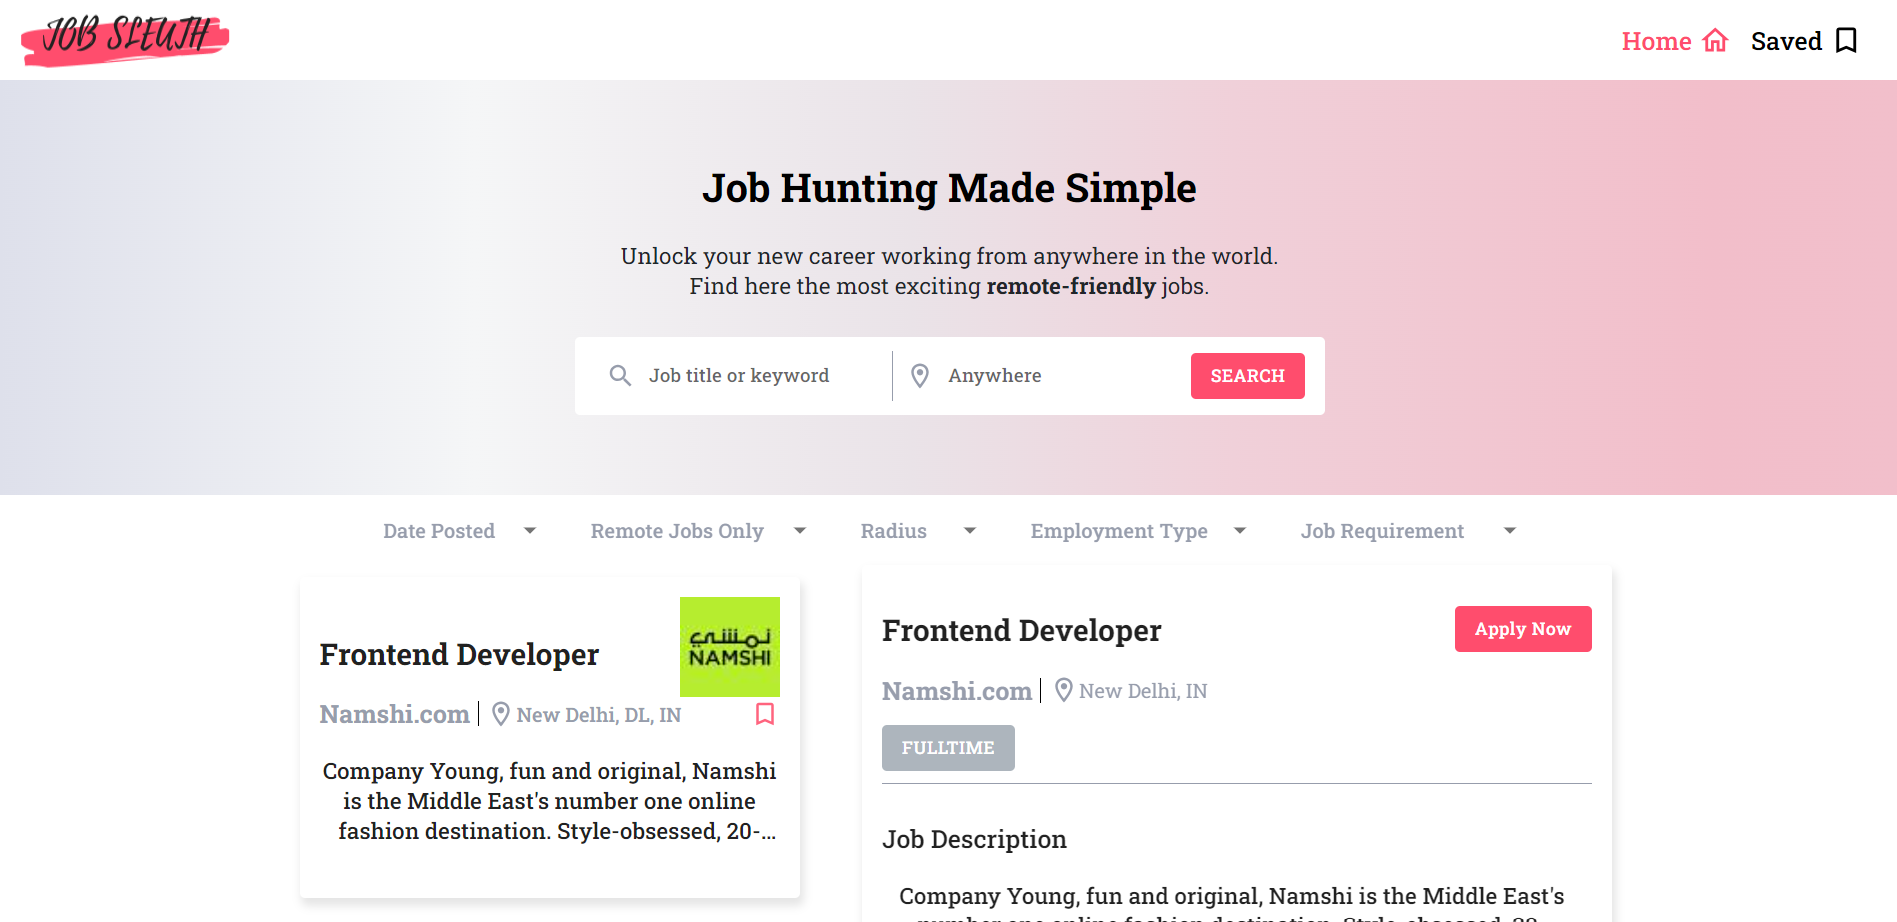 JOB SLEUTH
Home
Saved
Job Hunting Made Simple
Unlock your new career working from anywhere in the world.
Find here the most exciting remote-friendly jobs.
Job title or keyword
Anywhere
SEARCH
Date Posted
Remote Jobs Only
Radius
Employment Type
Job Requirement
نمشي
NAMSHI
Frontend Developer
Namshi.com
New Delhi, DL, IN
Company Young, fun and original, Namshi
is the Middle East's number one online
fashion destination. Style-obsessed, 20-...
Frontend Developer
Apply Now
Namshi.com
New Delhi, IN
FULLTIME
Job Description
Company Young, fun and original, Namshi is the Middle East's